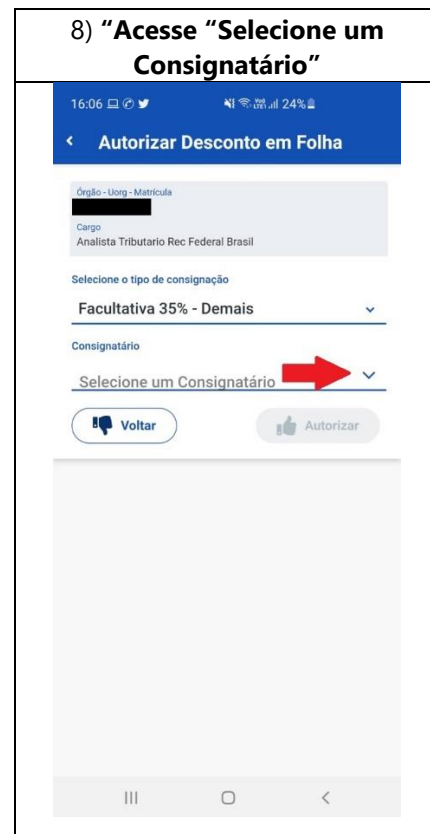 8) “Acesse “Selecione um
Consignatário”
16:06 24%
Autorizar Desconto em Folha
Órgão - Uorg - Matrícula
Cargo
Analista Tributario Rec Federal Brasil
Selecione o tipo de consignação
Facultativa 35% - Demais
Consignatário
Selecione um Consignatário
Voltar Autorizar